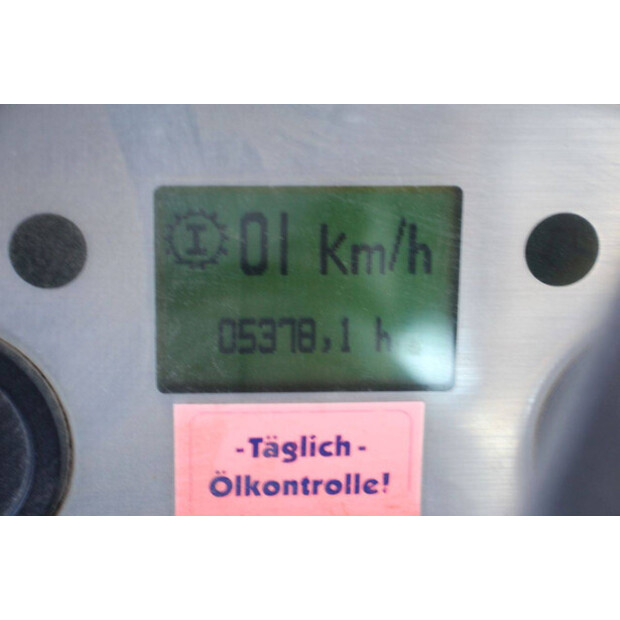 I 01 Km/h
05378,1 h
- Täglich -
Ölkontrolle!